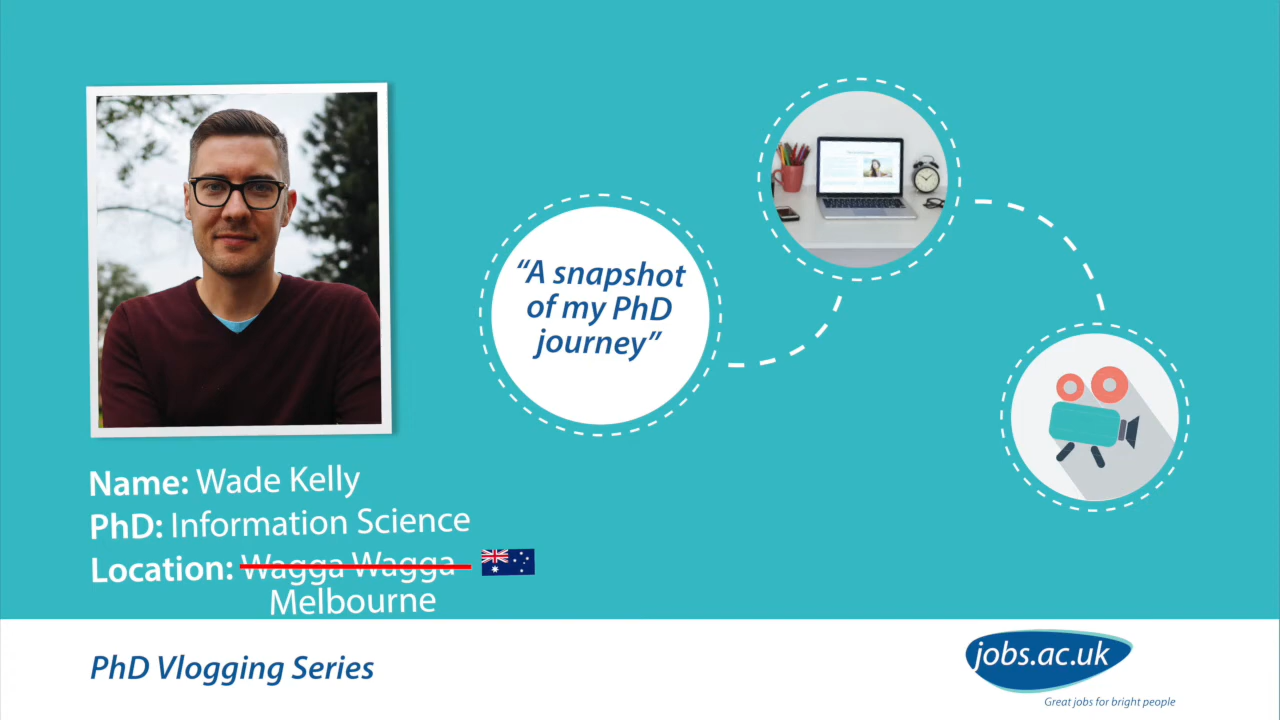 “A snapshot
of my PhD
journey”
Name: Wade Kelly
PhD: Information Science
Location: Wagga Wagga
Melbourne
PhD Vlogging Series
jobs.ac.uk
Great jobs for bright people